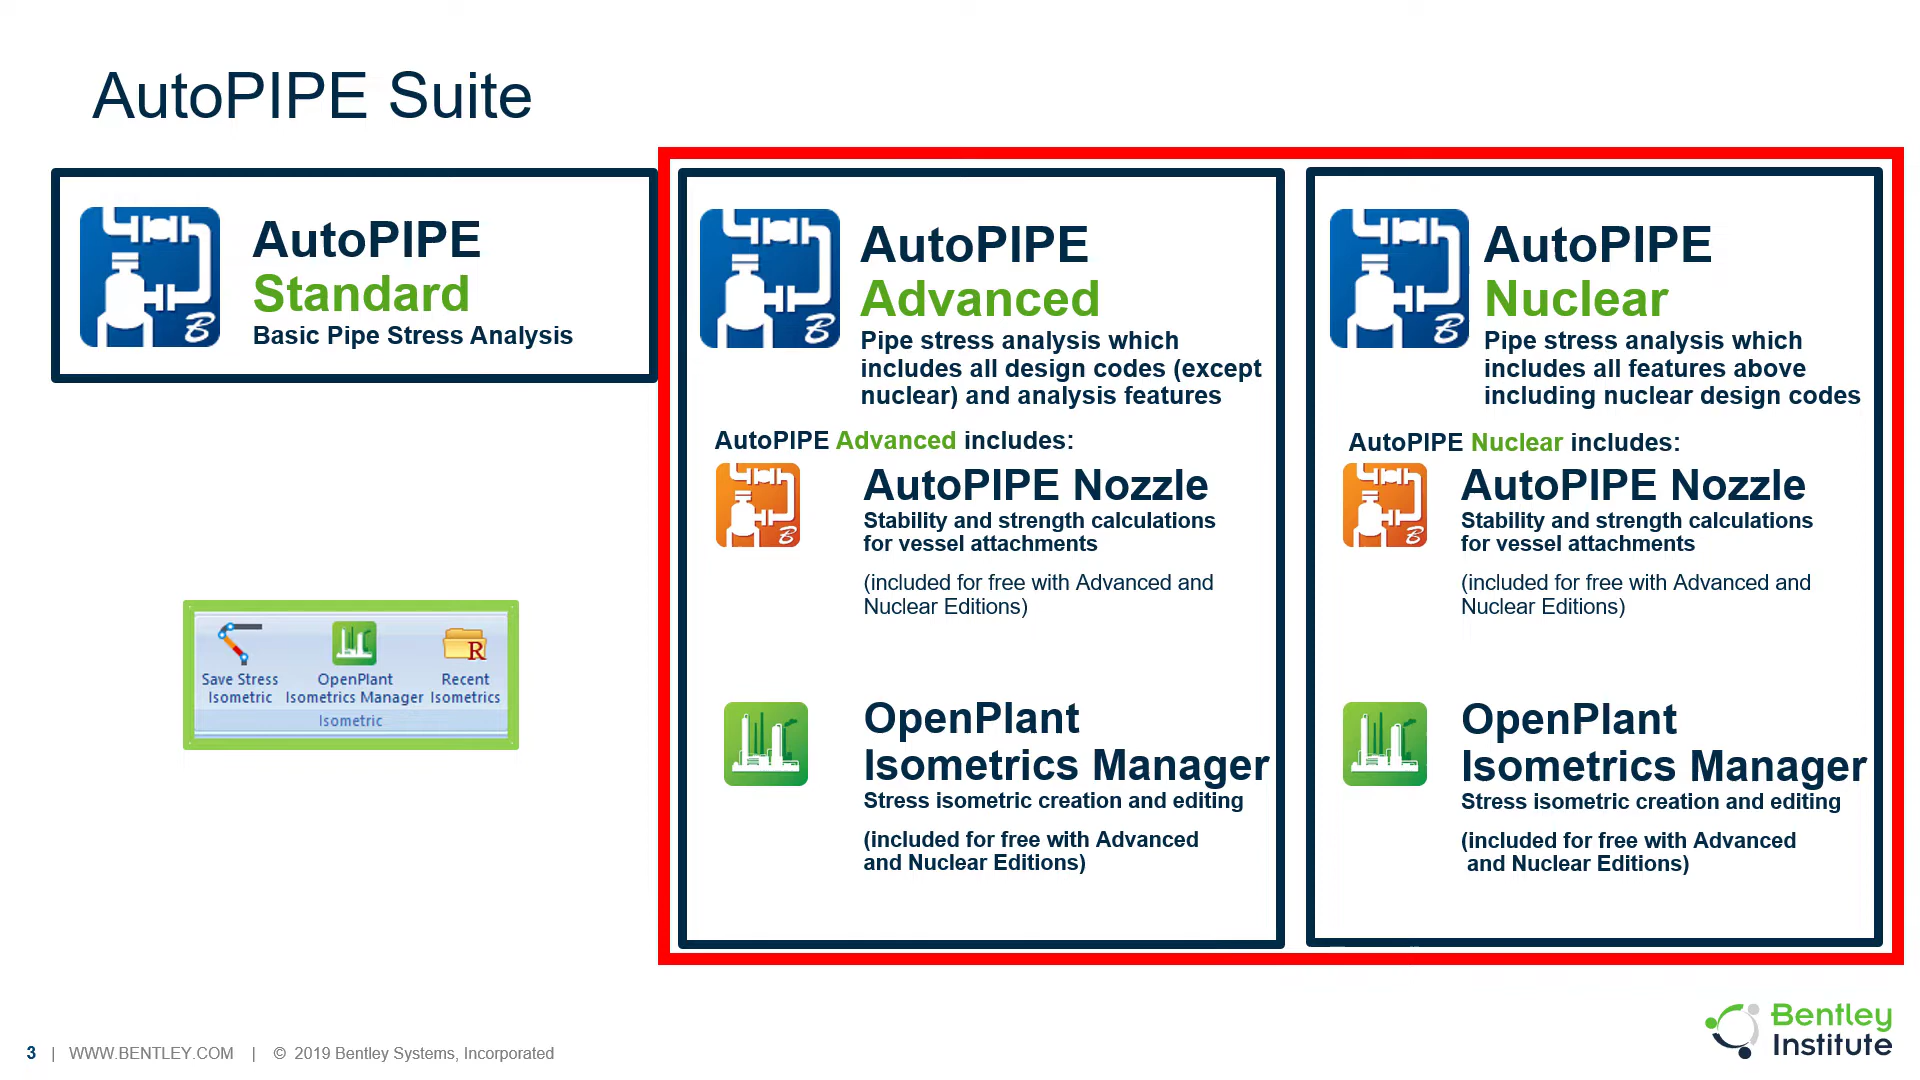 AutoPIPE Suite
AutoPIPE
Standard
Basic Pipe Stress Analysis
Save Stress
Isometric
OpenPlant
Isometrics Manager
Recent
Isometrics
Isometric
AutoPIPE
Advanced
Pipe stress analysis which
includes all design codes (except
nuclear) and analysis features
AutoPIPE Advanced includes:
AutoPIPE Nozzle
Stability and strength calculations
for vessel attachments
(included for free with Advanced and
Nuclear Editions)
OpenPlant
Isometrics Manager
Stress isometric creation and editing
(included for free with Advanced
and Nuclear Editions)
AutoPIPE
Nuclear
Pipe stress analysis which
includes all features above
including nuclear design codes
AutoPIPE Nuclear includes:
AutoPIPE Nozzle
Stability and strength calculations
for vessel attachments
(included for free with Advanced and
Nuclear Editions)
OpenPlant
Isometrics Manager
Stress isometric creation and editing
(included for free with Advanced
and Nuclear Editions)
3 | WWW.BENTLEY.COM | © 2019 Bentley Systems, Incorporated
Bentley
Institute